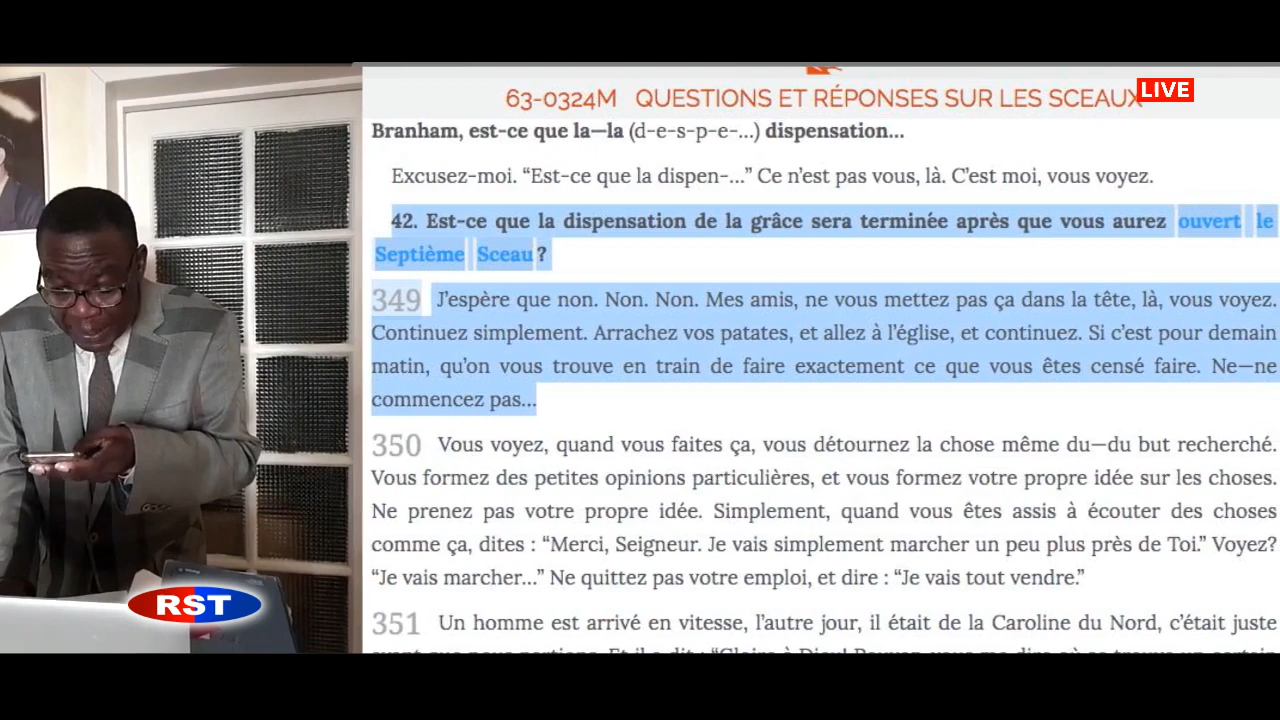 63-0324M QUESTIONS ET RÉPONSES SUR LES SCEAUX
LIVE
Branham, est-ce que la—la (d-e-s-p-e-...) dispensation...
Excusez-moi. “Est-ce que la dispen-...” Ce n’est pas vous, là. C’est moi, vous voyez.
42. Est-ce que la dispensation de la grâce sera terminée après que vous aurez ouvert le
Septième Sceau ?
349 J’espère que non. Non. Non. Mes amis, ne vous mettez pas ça dans la tête, là, vous voyez.
Continuez simplement. Arrachez vos patates, et allez à l’église, et continuez. Si c’est pour demain
matin, qu’on vous trouve en train de faire exactement ce que vous êtes censé faire. Ne—ne
commencez pas...
350 Vous voyez, quand vous faites ça, vous détournez la chose même du—du but recherché.
Vous formez des petites opinions particulières, et vous formez votre propre idée sur les choses.
Ne prenez pas votre propre idée. Simplement, quand vous êtes assis à écouter des choses
comme ça, dites : “Merci, Seigneur. Je vais simplement marcher un peu plus près de Toi.” Voyez?
“Je vais marcher...” Ne quittez pas votre emploi, et dire : “Je vais tout vendre.”
351 Un homme est arrivé en vitesse, l’autre jour, il était de la Caroline du Nord, c’était juste
RST